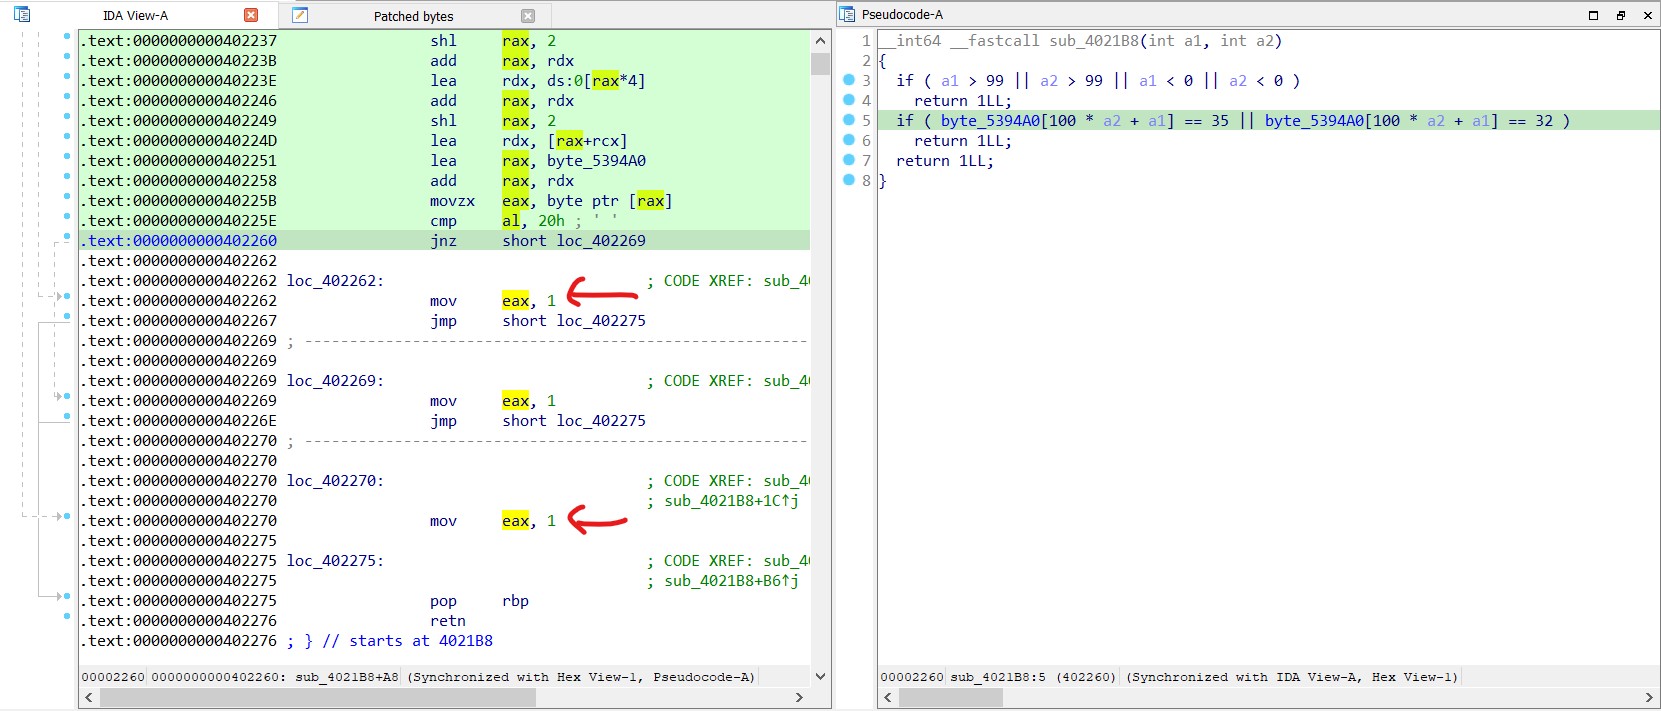 IDA View-A
Patched bytes
.text:0000000000402237 shl rax, 2
.text:000000000040223B add rax, rdx
.text:000000000040223E lea rdx, ds:0[rax*4]
.text:0000000000402246 add rax, rdx
.text:0000000000402249 shl rax, 2
.text:000000000040224D lea rdx, [rax+rcx]
.text:0000000000402251 lea rax, byte_5394A0
.text:0000000000402258 add rax, rdx
.text:000000000040225B movzx eax, byte ptr [rax]
.text:000000000040225E cmp al, 20h ; ' '
.text:0000000000402260 jnz short loc_402269
.text:0000000000402262
.text:0000000000402262 loc_402262: ; CODE XREF: sub_40
.text:0000000000402262 mov eax, 1
.text:0000000000402267 jmp short loc_402275
.text:0000000000402269 ; ---------------------------------------------------------
.text:0000000000402269
.text:0000000000402269 loc_402269: ; CODE XREF: sub_40
.text:0000000000402269 mov eax, 1
.text:000000000040226E jmp short loc_402275
.text:0000000000402270 ; ---------------------------------------------------------
.text:0000000000402270
.text:0000000000402270 loc_402270: ; CODE XREF: sub_40
.text:0000000000402270 ; sub_4021B8+1C↑j
.text:0000000000402270 mov eax, 1
.text:0000000000402275
.text:0000000000402275 loc_402275: ; CODE XREF: sub_40
.text:0000000000402275 ; sub_4021B8+B6↑j
.text:0000000000402275 pop rbp
.text:0000000000402276 retn
.text:0000000000402276 ; } // starts at 4021B8
00002260 0000000000402260: sub_4021B8+A8 (Synchronized with Hex View-1, Pseudocode-A)
Pseudocode-A
1 __int64 __fastcall sub_4021B8(int a1, int a2)
2 {
3 if ( a1 > 99 || a2 > 99 || a1 < 0 || a2 < 0 )
4 return 1LL;
5 if ( byte_5394A0[100 * a2 + a1] == 35 || byte_5394A0[100 * a2 + a1] == 32 )
6 return 1LL;
7 return 1LL;
8 }
00002260 sub_4021B8:5 (402260) (Synchronized with IDA View-A, Hex View-1)